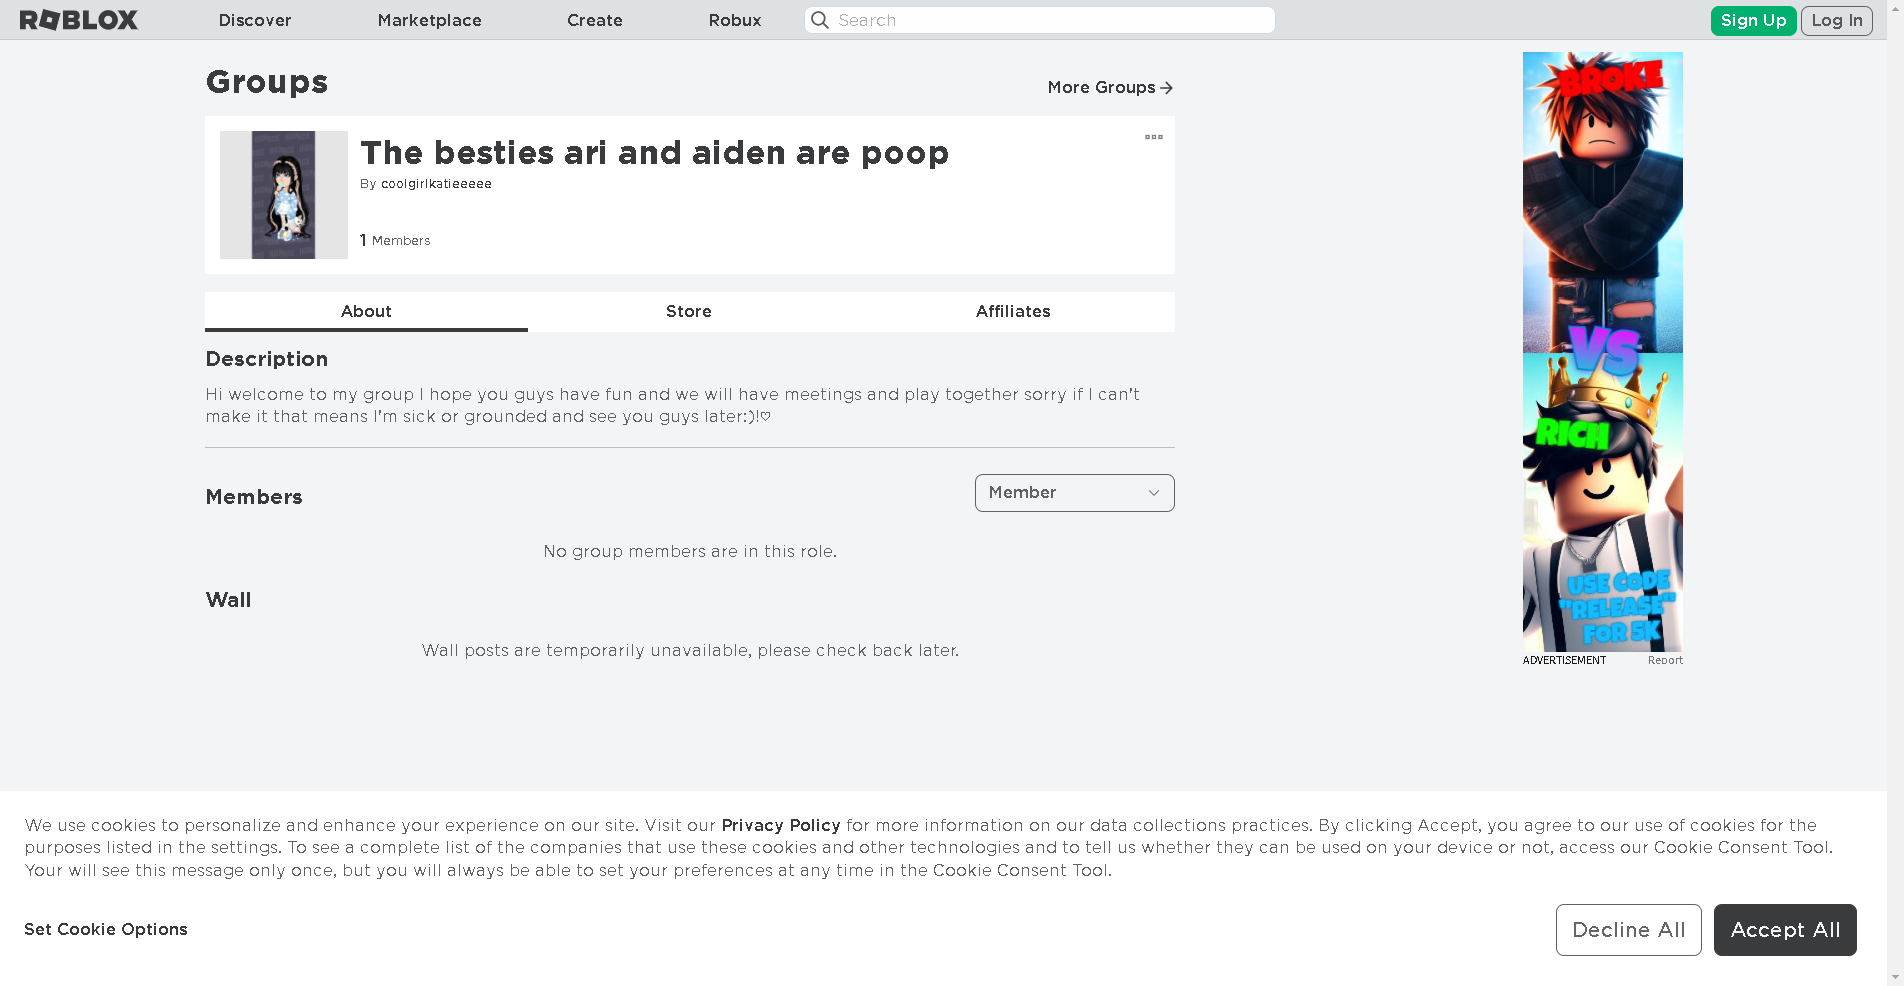 ROBLOX
Discover
Marketplace
Create
Robux
Search
Sign Up
Log In
Groups
More Groups
The besties ari and aiden are poop
By coolgirlkatieeeee
1 Members
About
Store
Affiliates
Description
Hi welcome to my group I hope you guys have fun and we will have meetings and play together sorry if I can't
make it that means I'm sick or grounded and see you guys later:)!♡
Members
Member
No group members are in this role.
Wall
Wall posts are temporarily unavailable, please check back later.
BROKE
VS
RICH
USE CODE
"RELEASE"
FOR 5K
ADVERTISEMENT
Report
We use cookies to personalize and enhance your experience on our site. Visit our Privacy Policy for more information on our data collections practices. By clicking Accept, you agree to our use of cookies for the
purposes listed in the settings. To see a complete list of the companies that use these cookies and other technologies and to tell us whether they can be used on your device or not, access our Cookie Consent Tool.
Your will see this message only once, but you will always be able to set your preferences at any time in the Cookie Consent Tool.
Set Cookie Options
Decline All
Accept All